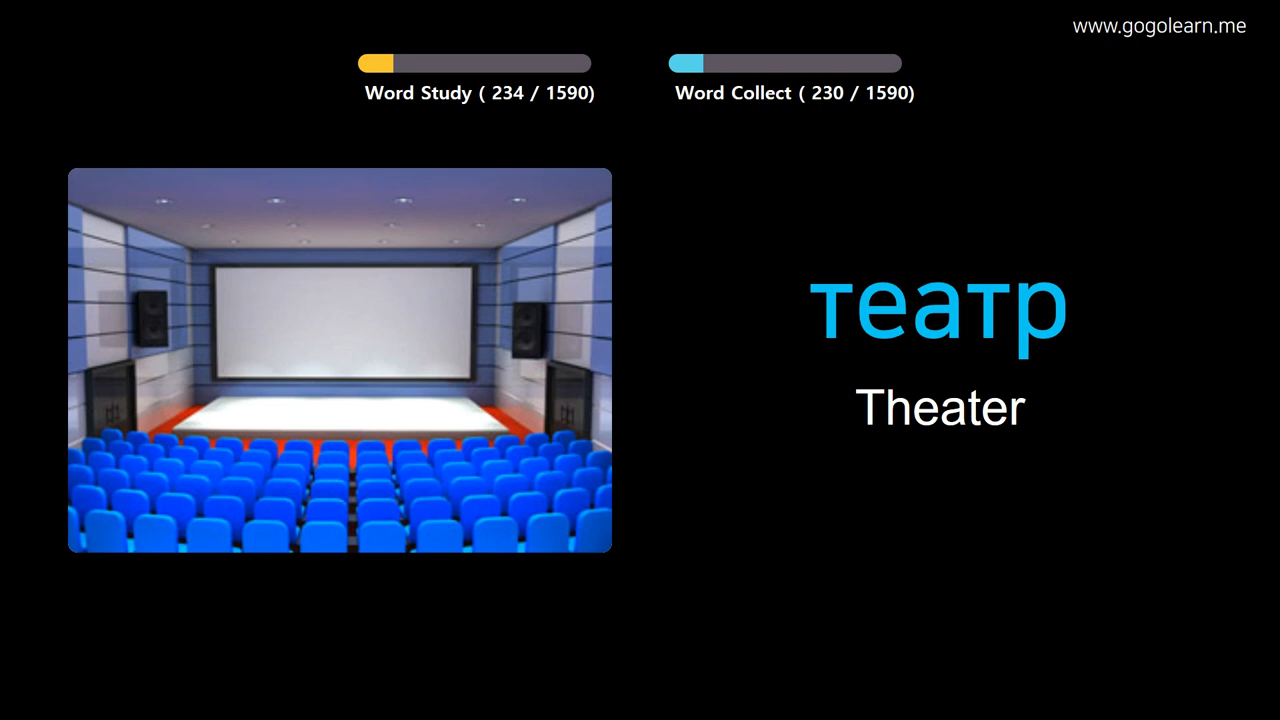 www.gogolearn.me
Word Study ( 234 / 1590)
Word Collect ( 230 / 1590)
театр
Theater